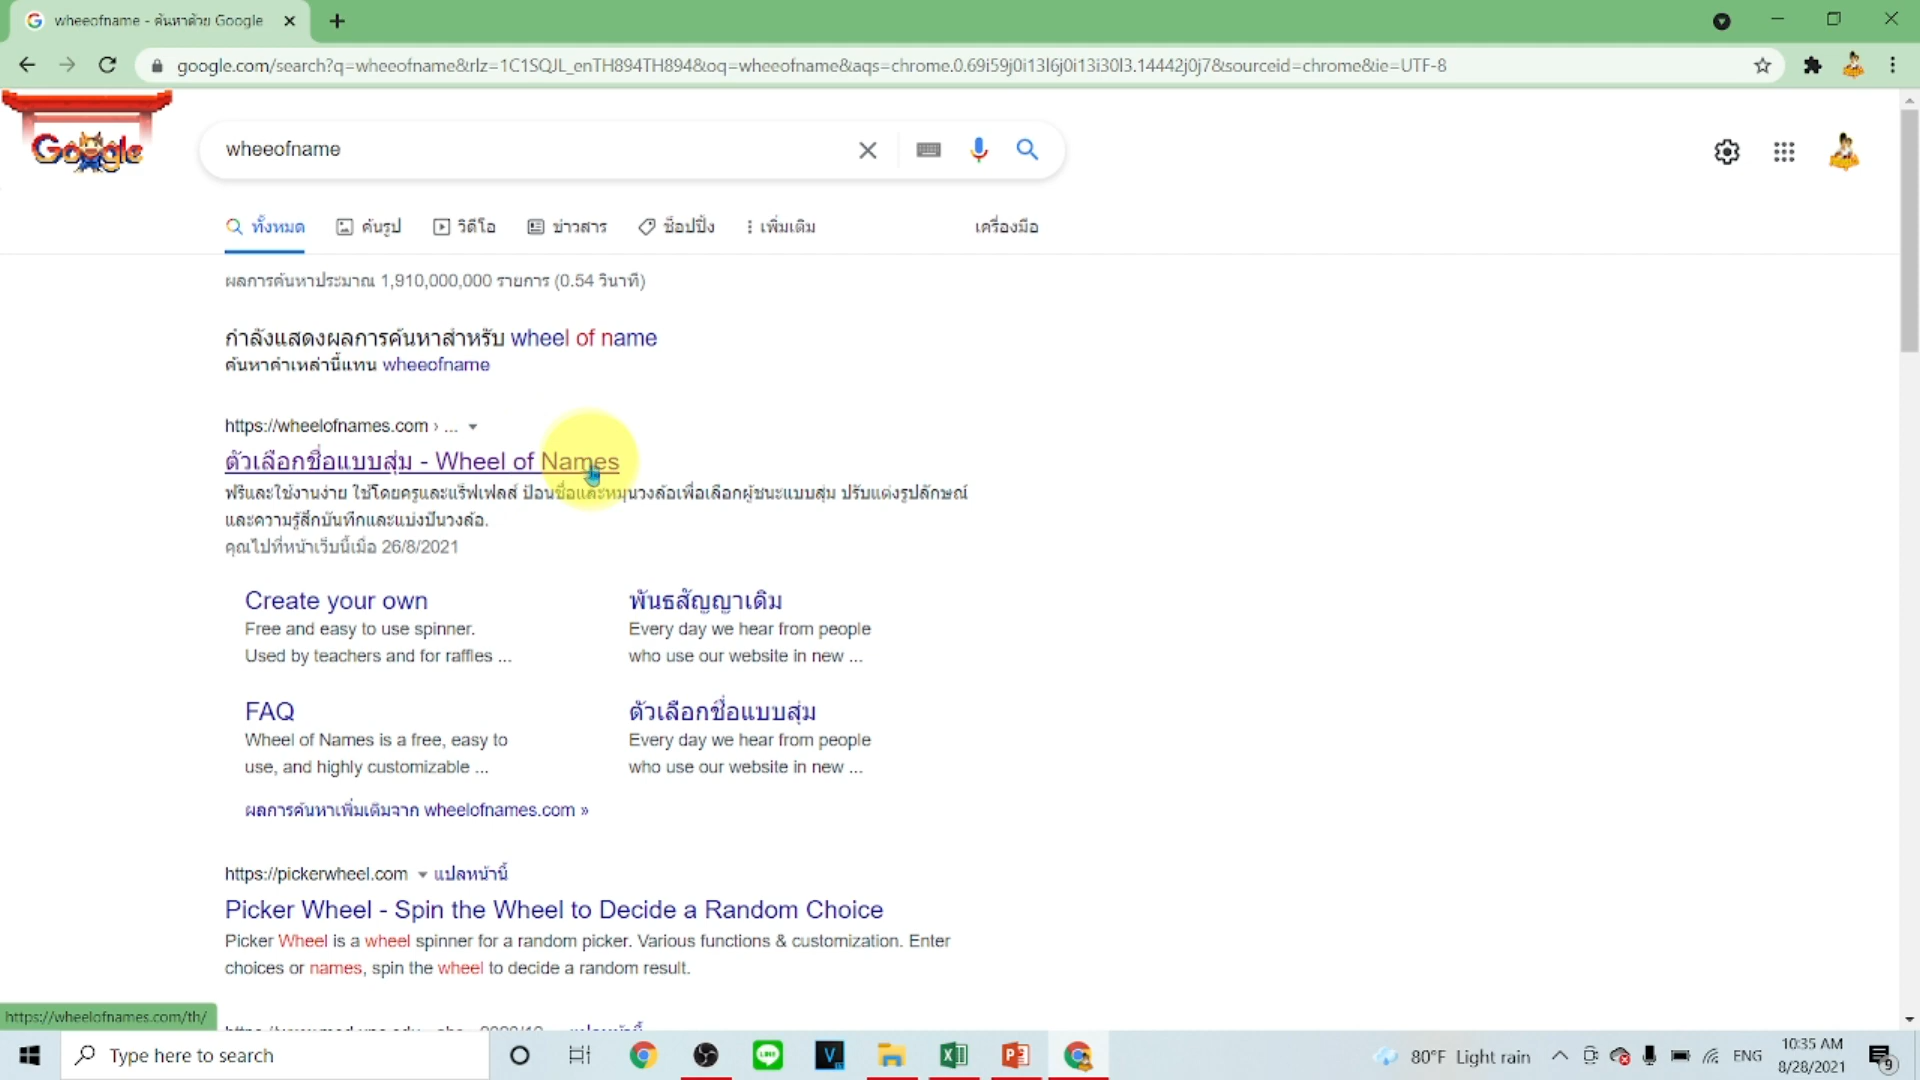 wheeofname - ค้นหาด้วย Google
google.com/search?q=wheeofname&rlz=1C1SQJL_enTH894TH894&oq=wheeofname&aqs=chrome.0.69i59j0i13l6j0i13i30l3.14442j0j7&sourceid=chrome&ie=UTF-8
Google
wheeofname
ทั้งหมด ค้นรูป วิดีโอ ข่าวสาร ช็อปปิ้ง เพิ่มเติม เครื่องมือ
ผลการค้นหาประมาณ 1,910,000,000 รายการ (0.54 วินาที)
กำลังแสดงผลการค้นหาสำหรับ wheel of name
ค้นหาคำเหล่านี้แทน wheeofname
https://wheelofnames.com › ...
ตัวเลือกชื่อแบบสุ่ม - Wheel of Names
ฟรีและใช้งานง่าย ใช้โดยครูและแร็ฟเฟลส์ ป้อนชื่อและหมุนวงล้อเพื่อเลือกผู้ชนะแบบสุ่ม ปรับแต่งรูปลักษณ์
และความรู้สึกบันทึกและแบ่งปันวงล้อ.
คุณไปที่หน้าเว็บนี้เมื่อ 26/8/2021
Create your own
Free and easy to use spinner.
Used by teachers and for raffles ...
พันธสัญญาเดิม
Every day we hear from people
who use our website in new ...
FAQ
Wheel of Names is a free, easy to
use, and highly customizable ...
ตัวเลือกชื่อแบบสุ่ม
Every day we hear from people
who use our website in new ...
ผลการค้นหาเพิ่มเติมจาก wheelofnames.com »
https://pickerwheel.com แปลหน้านี้
Picker Wheel - Spin the Wheel to Decide a Random Choice
Picker Wheel is a wheel spinner for a random picker. Various functions & customization. Enter
choices or names, spin the wheel to decide a random result.
https://wheelofnames.com/th/
Type here to search
80°F Light rain
ENG
10:35 AM
8/28/2021
9